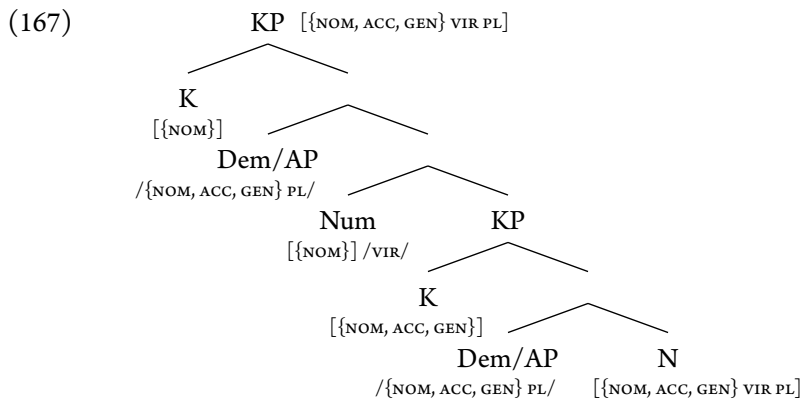 (167) KP [{NOM, ACC, GEN} VIR PL]
K
[{NOM}]
Dem/AP
/{NOM, ACC, GEN} PL/
Num KP
[{NOM}] /VIR/
K
[{NOM, ACC, GEN}]
Dem/AP N
/{NOM, ACC, GEN} PL/ [{NOM, ACC, GEN} VIR PL]